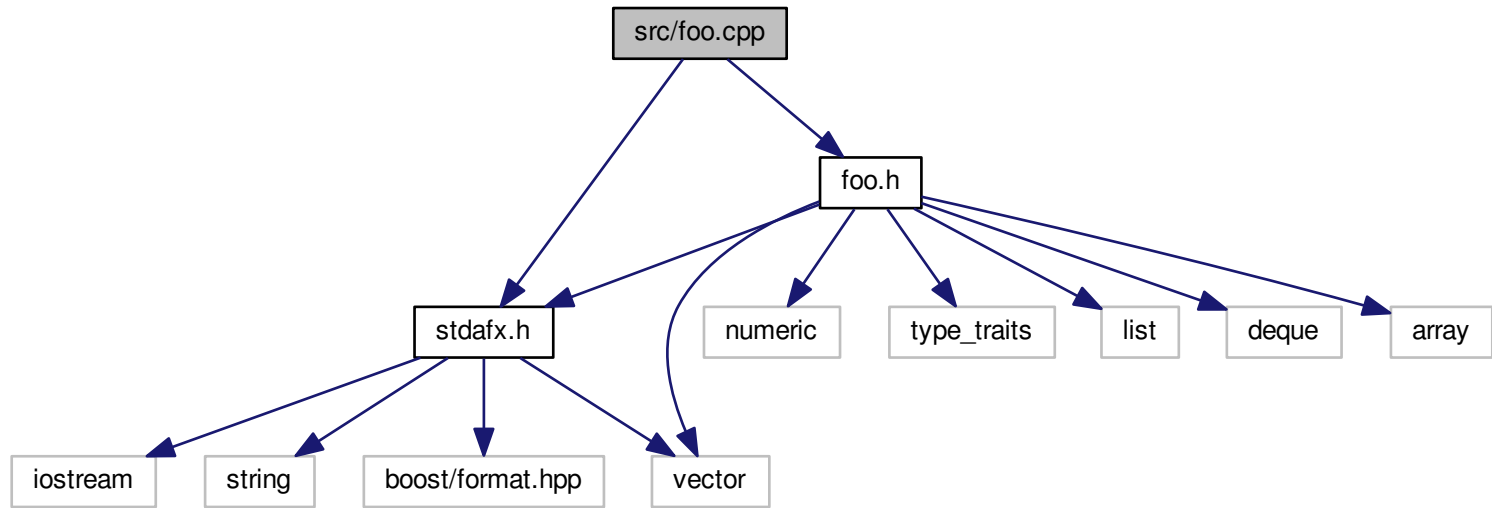 src/foo.cpp
foo.h
stdafx.h
numeric
type_traits
list
deque
array
iostream
string
boost/format.hpp
vector